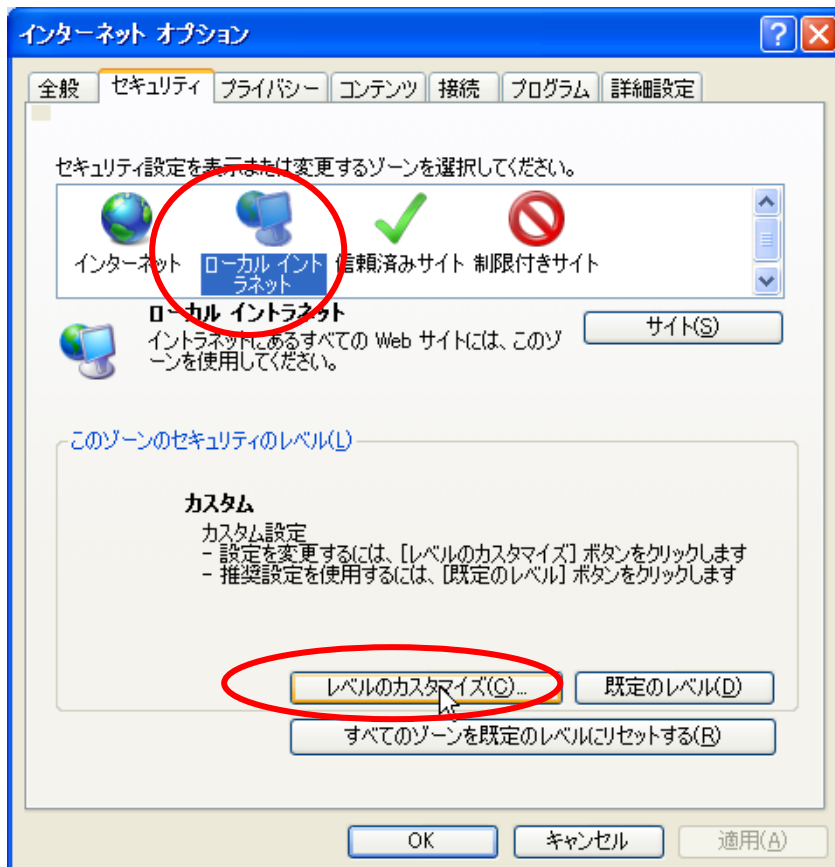 インターネット オプション
全般 セキュリティ プライバシー コンテンツ 接続 プログラム 詳細設定
セキュリティ設定を表示または変更するゾーンを選択してください。
インターネット ローカル イント 信頼済みサイト 制限付きサイト
ラネット
ローカル イントラネット
サイト(S)
イントラネットにあるすべての Web サイトには、このゾ
ーンを使用してください。
このゾーンのセキュリティのレベル(L)
カスタム
カスタム設定
- 設定を変更するには、[レベルのカスタマイズ] ボタンをクリックします
- 推奨設定を使用するには、[既定のレベル] ボタンをクリックします
レベルのカスタマイズ(C)... 既定のレベル(D)
すべてのゾーンを既定のレベルにリセットする(R)
OK キャンセル 適用(A)